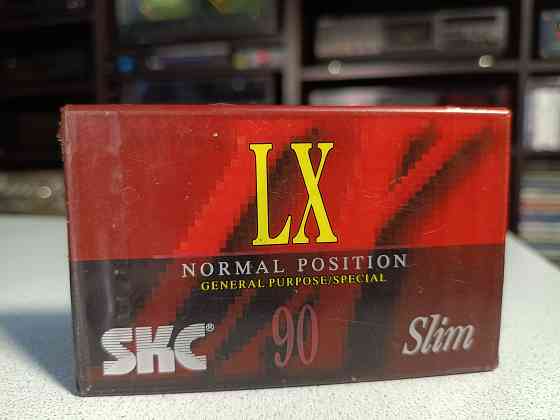 LX
NORMAL POSITION
GENERAL PURPOSE/SPECIAL
SKC® 90 Slim